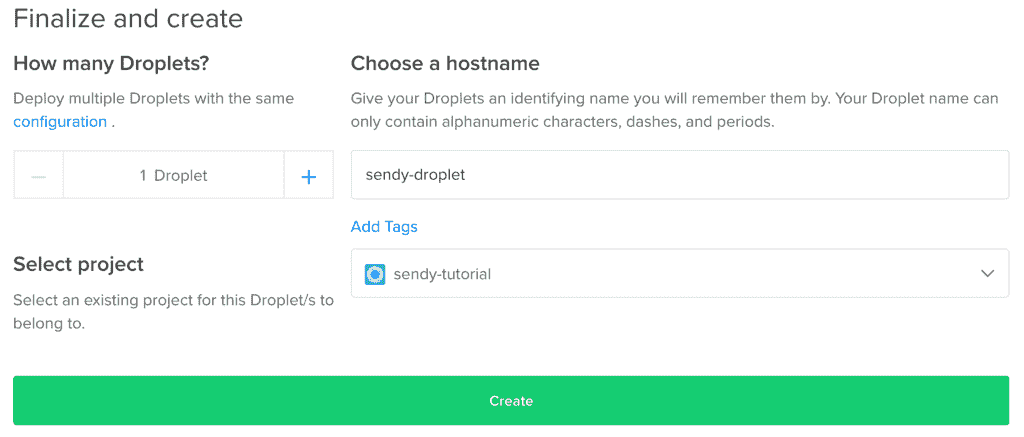 Finalize and create
How many Droplets?
Deploy multiple Droplets with the same
configuration .
1 Droplet
Choose a hostname
Give your Droplets an identifying name you will remember them by. Your Droplet name can
only contain alphanumeric characters, dashes, and periods.
sendy-droplet
Add Tags
Select project
Select an existing project for this Droplet/s to
belong to.
sendy-tutorial
Create